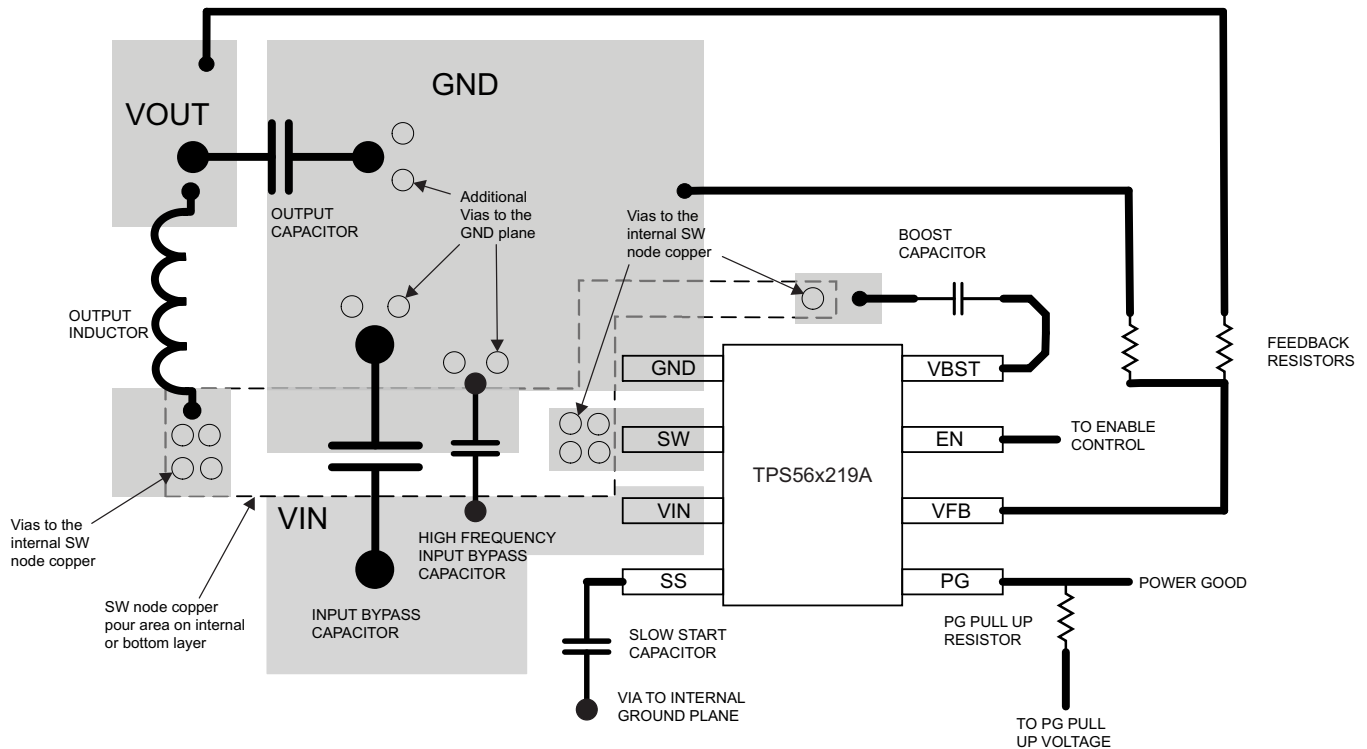 GND
VOUT
OUTPUT
CAPACITOR
Additional
Vias to the
GND plane
Vias to the
internal SW
node copper
BOOST
CAPACITOR
OUTPUT
INDUCTOR
FEEDBACK
RESISTORS
GND
VBST
SW
EN
TO ENABLE
CONTROL
TPS56x219A
VIN
VIN
VFB
Vias to the
internal SW
node copper
HIGH FREQUENCY
INPUT BYPASS
CAPACITOR
SS
PG
POWER GOOD
SW node copper
pour area on internal
or bottom layer
INPUT BYPASS
CAPACITOR
SLOW START
CAPACITOR
PG PULL UP
RESISTOR
VIA TO INTERNAL
GROUND PLANE
TO PG PULL
UP VOLTAGE